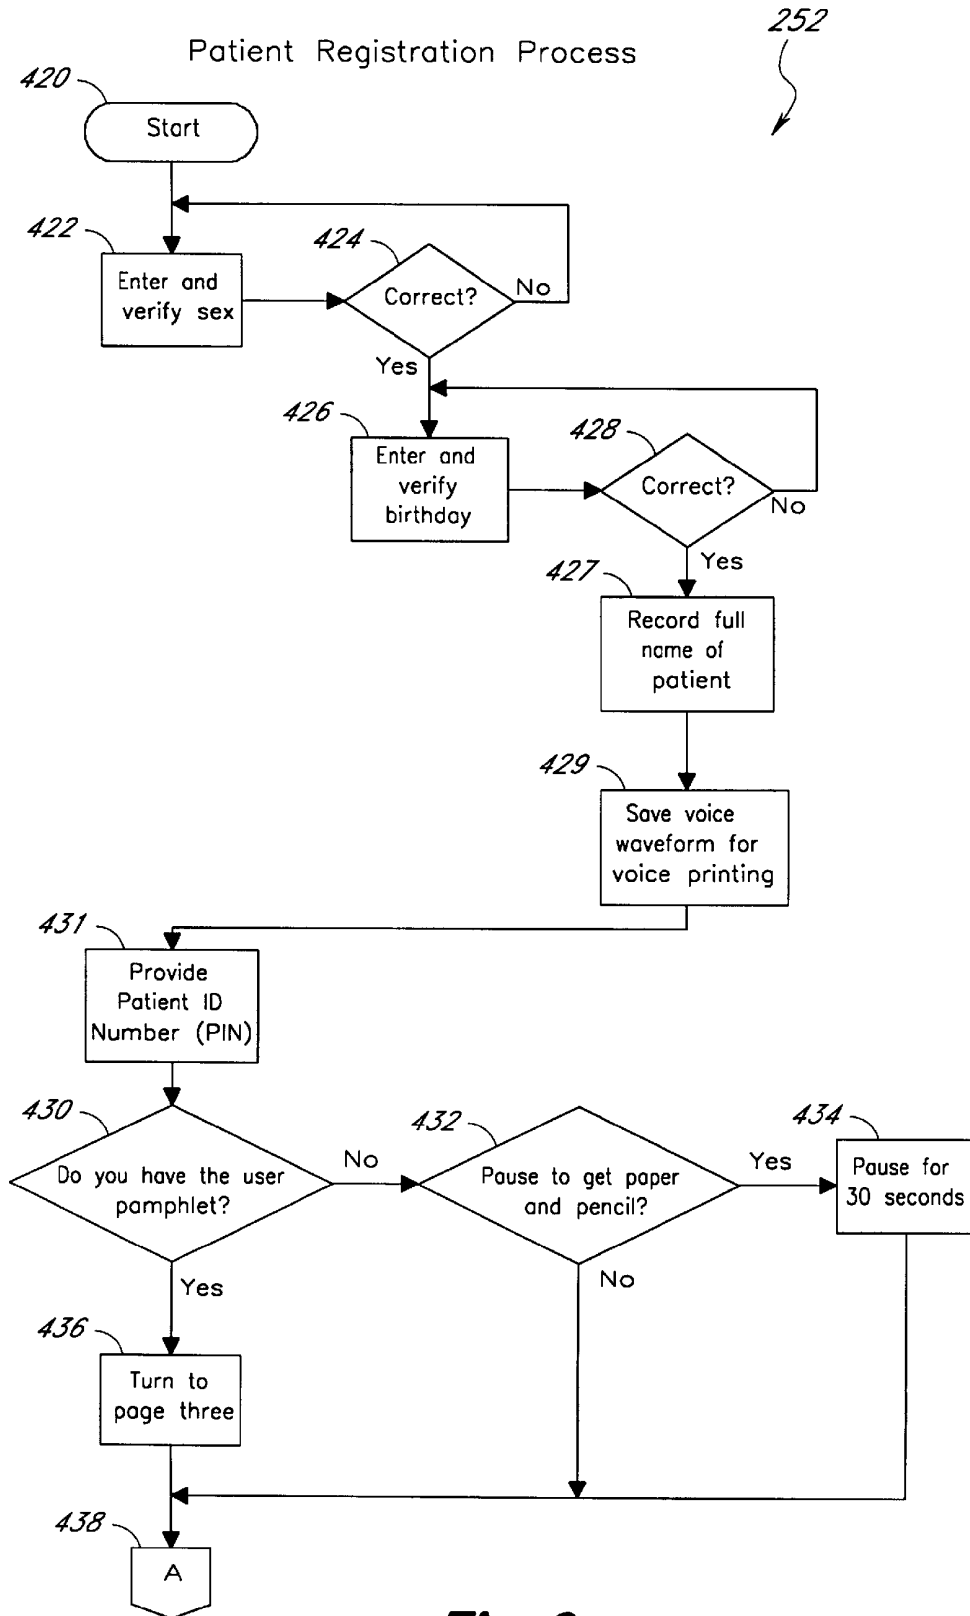 Patient Registration Process
252
420
Start
422
Enter and
verify sex
424
Correct?
No
Yes
426
Enter and
verify
birthday
428
Correct?
No
Yes
427
Record full
name of
patient
429
Save voice
waveform for
voice printing
431
Provide
Patient ID
Number (PIN)
430
Do you have the user
pamphlet?
No
432
Pause to get paper
and pencil?
Yes
434
Pause for
30 seconds
Yes
No
436
Turn to
page three
438
A